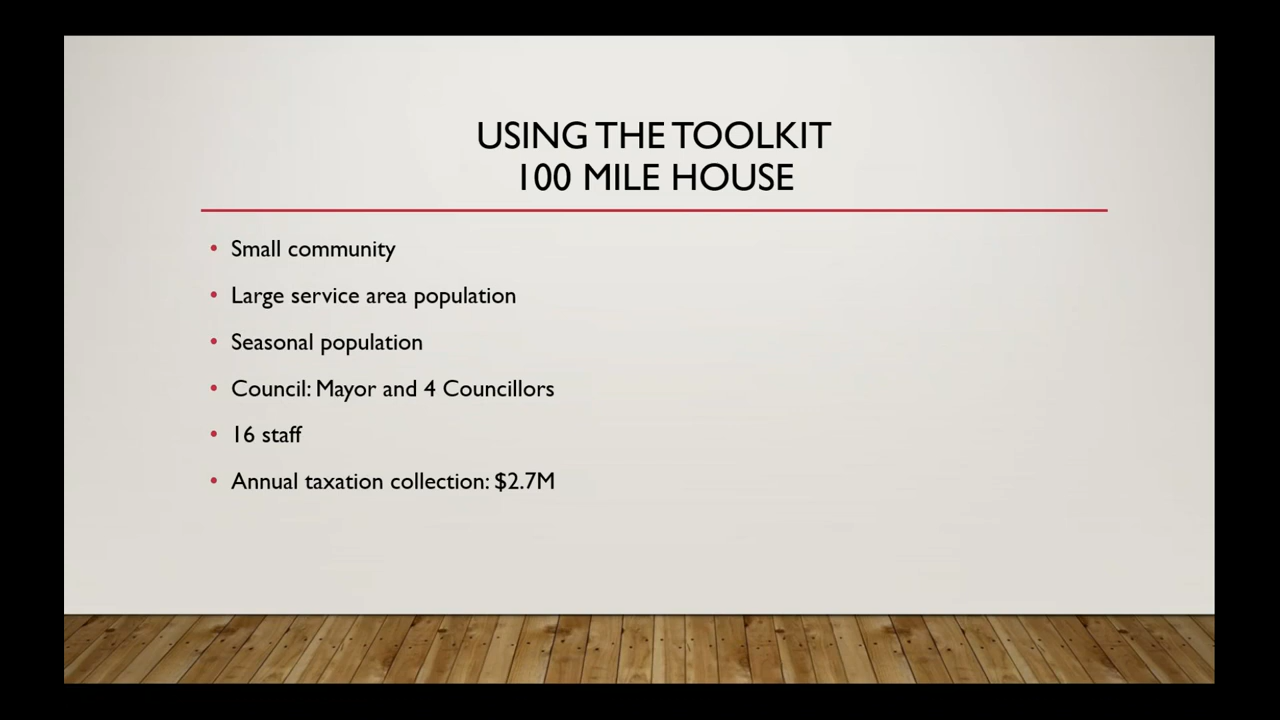 USING THE TOOLKIT
100 MILE HOUSE
• Small community
• Large service area population
• Seasonal population
• Council: Mayor and 4 Councillors
• 16 staff
• Annual taxation collection: $2.7M